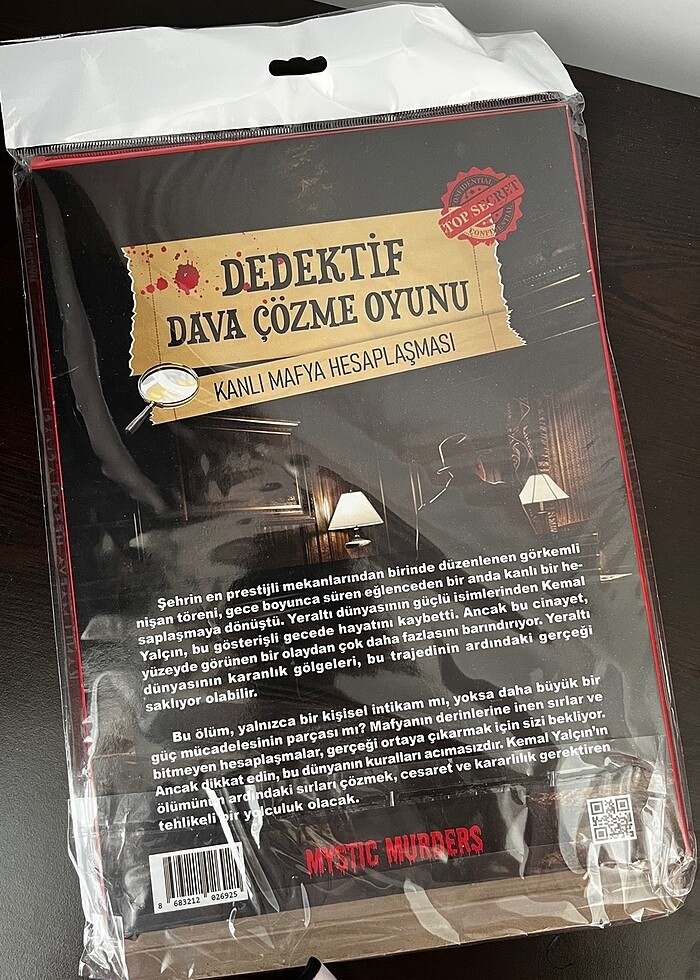 CONFIDENTIAL
TOP SECRET
CONFIDENTIAL
DEDEKTİF
DAVA ÇÖZME OYUNU
KANLI MAFYA HESAPLAŞMASI
Şehrin en prestijli mekanlarından birinde düzenlenen görkemli
nişan töreni, gece boyunca süren eğlenceden bir anda kanlı bir he-
saplaşmaya dönüştü. Yeraltı dünyasının güçlü isimlerinden Kemal
Yalçın, bu gösterişli gecede hayatını kaybetti. Ancak bu cinayet,
yüzeyde görünen bir olaydan çok daha fazlasını barındırıyor. Yeraltı
dünyasının karanlık gölgeleri, bu trajedinin ardındaki gerçeği
saklıyor olabilir.
Bu ölüm, yalnızca bir kişisel intikam mı, yoksa daha büyük bir
güç mücadelesinin parçası mı? Mafyanın derinlerine inen sırlar ve
bitmeyen hesaplaşmalar, gerçeği ortaya çıkarmak için sizi bekliyor.
Ancak dikkat edin, bu dünyanın kuralları acımasızdır. Kemal Yalçın'ın
ölümünün ardındaki sırları çözmek, cesaret ve kararlılık gerektiren
tehlikeli bir yolculuk olacak.
MYSTIC MURDERS
8 683212 026925